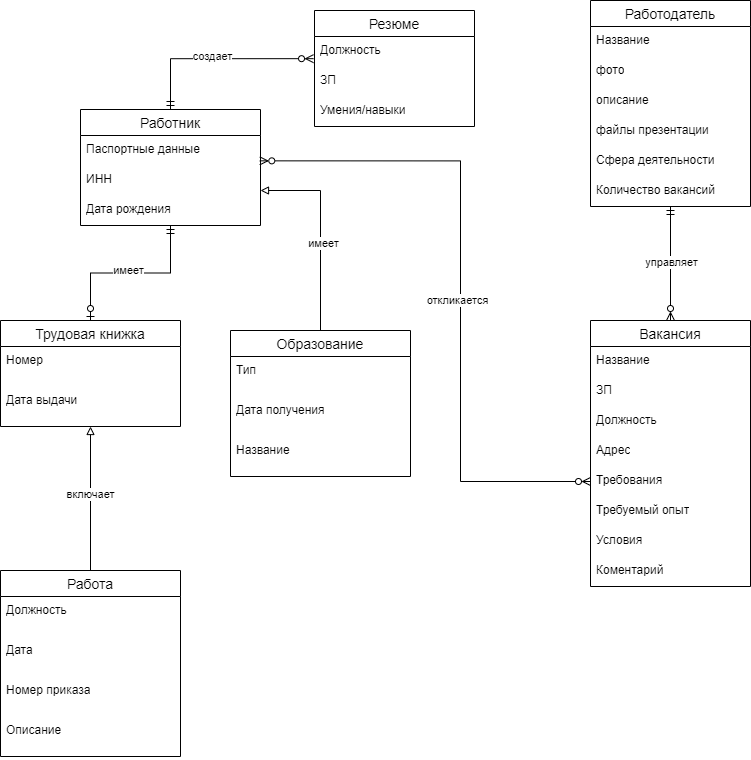 Резюме
Должность
ЗП
Умения/навыки
создает
Работник
Паспортные данные
ИНН
Дата рождения
имеет
Трудовая книжка
Номер
Дата выдачи
включает
Работа
Должность
Дата
Номер приказа
Описание
имеет
Образование
Тип
Дата получения
Название
откликается
Работодатель
Название
фото
описание
файлы презентации
Сфера деятельности
Количество вакансий
управляет
Вакансия
Название
ЗП
Должность
Адрес
Требования
Требуемый опыт
Условия
Коментарий